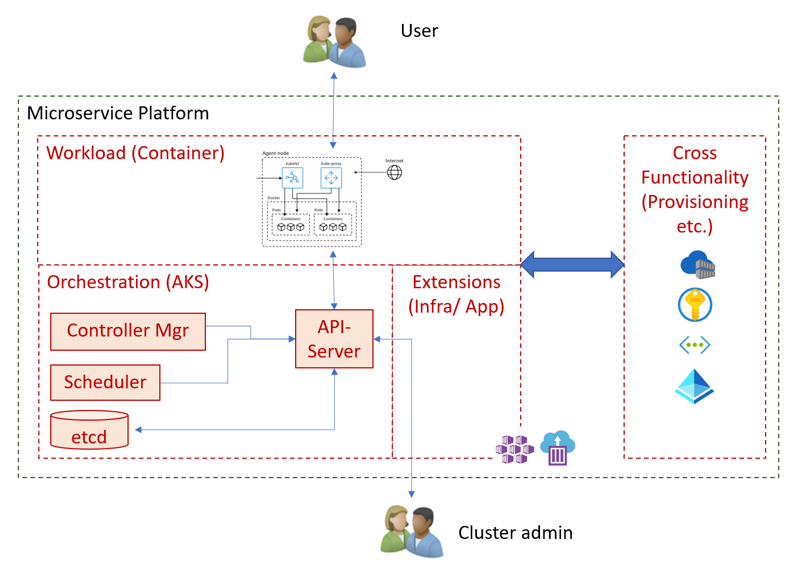 User
Microservice Platform
Workload (Container)
Agent node
kubelet
kube-proxy
Internet
Docker
Pods
Pods
Containers
Containers
Cross
Functionality
(Provisioning
etc.)
Orchestration (AKS)
Extensions
(Infra/ App)
Controller Mgr
API-
Server
Scheduler
etcd
Cluster admin